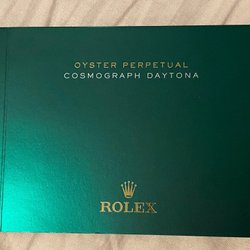 OYSTER PERPETUAL
COSMOGRAPH DAYTONA
ROLEX